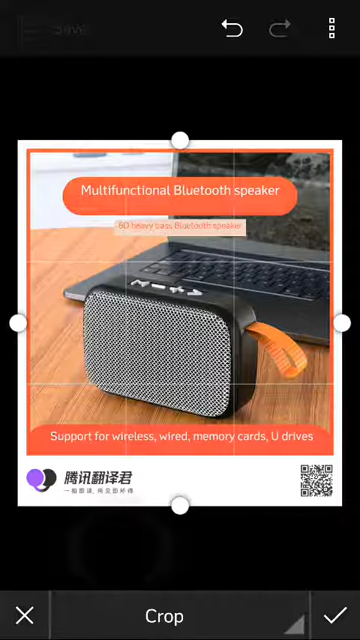 Save
Multifunctional Bluetooth speaker
6D heavy bass Bluetooth speaker
Support for wireless, wired, memory cards, U drives
腾讯翻译君
Crop